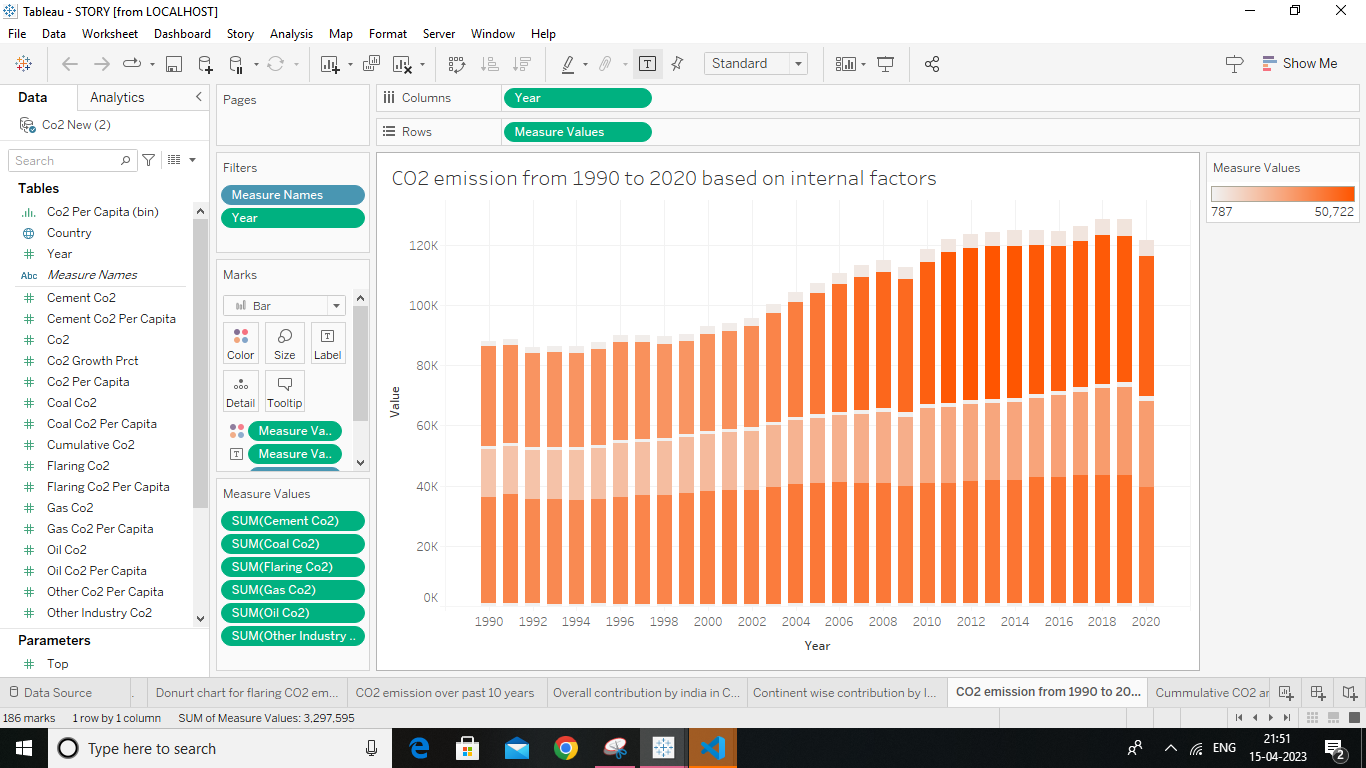 Tableau - STORY [from LOCALHOST]
File Data Worksheet Dashboard Story Analysis Map Format Server Window Help
Standard
Show Me
Data Analytics
Co2 New (2)
Search
Tables
Co2 Per Capita (bin)
Country
Year
Abc Measure Names
Cement Co2
Cement Co2 Per Capita
Co2
Co2 Growth Prct
Co2 Per Capita
Coal Co2
Coal Co2 Per Capita
Cumulative Co2
Flaring Co2
Flaring Co2 Per Capita
Gas Co2
Gas Co2 Per Capita
Oil Co2
Oil Co2 Per Capita
Other Co2 Per Capita
Other Industry Co2
Parameters
Top
Pages
Filters
Measure Names
Year
Marks
Bar
Color Size Label
Detail Tooltip
Measure Va..
Measure Va..
Measure Values
SUM(Cement Co2)
SUM(Coal Co2)
SUM(Flaring Co2)
SUM(Gas Co2)
SUM(Oil Co2)
SUM(Other Industry ..
Columns Year
Rows Measure Values
CO2 emission from 1990 to 2020 based on internal factors
Value
120K
100K
80K
60K
40K
20K
0K
1990 1992 1994 1996 1998 2000 2002 2004 2006 2008 2010 2012 2014 2016 2018 2020
Year
Measure Values
787 50,722
Data Source . Donurt chart for flaring CO2 em... CO2 emission over past 10 years Overall contribution by india in C... Continent wise contribution by I... CO2 emission from 1990 to 20... Cummulative CO2 ar
186 marks 1 row by 1 column SUM of Measure Values: 3,297,595
Type here to search
ENG
21:51
15-04-2023
2